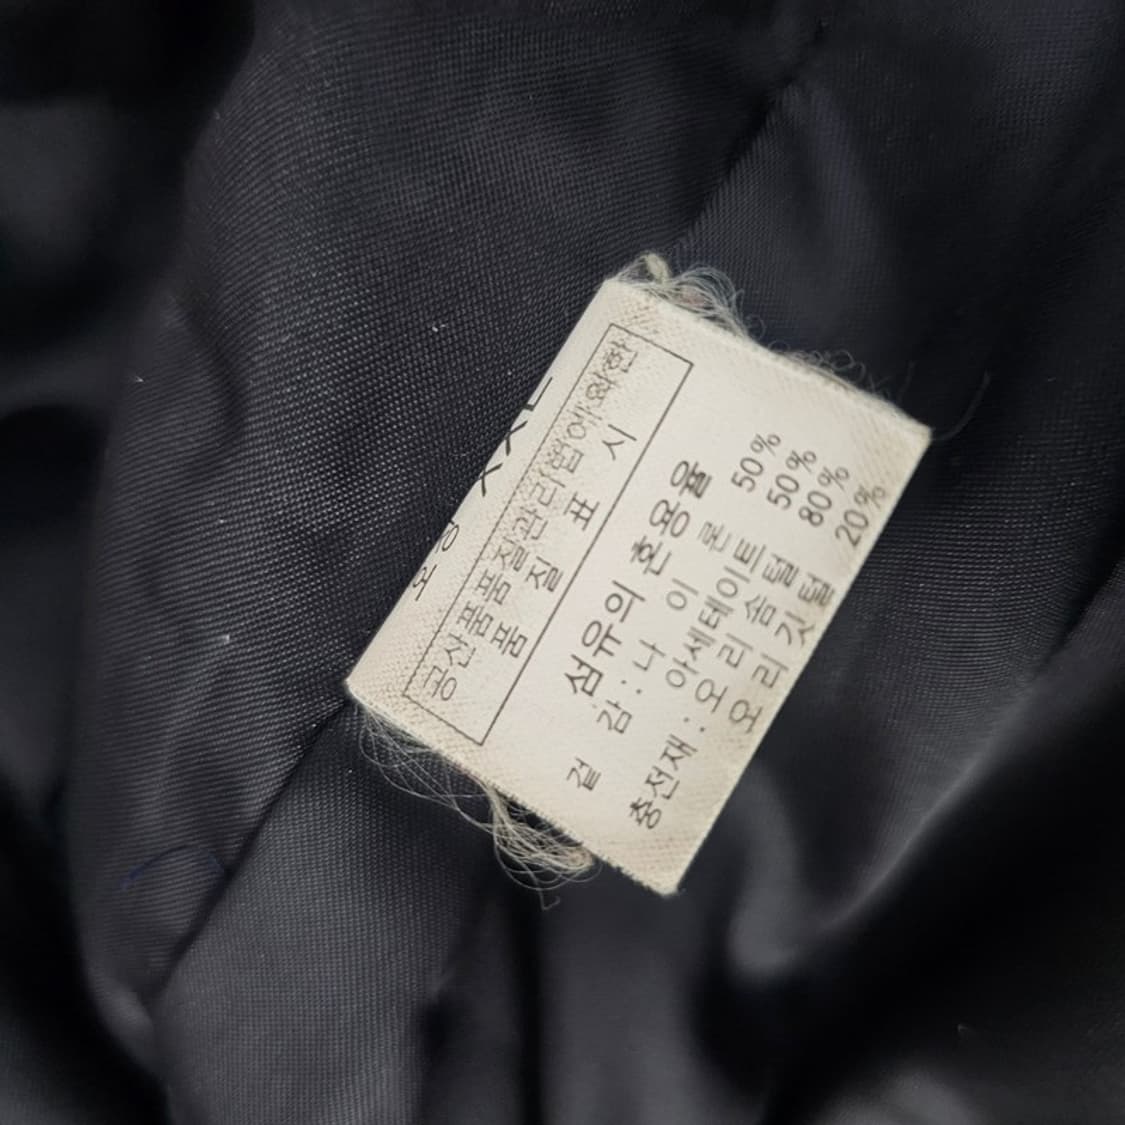 XXL
공산품품질관리법에의한
품 질 표 시
섬유의 혼용율
겉 감 : 나 이 론 50%
아세테이트 50%
충전재 : 오 리 솜 털 80%
오 리 깃 털 20%